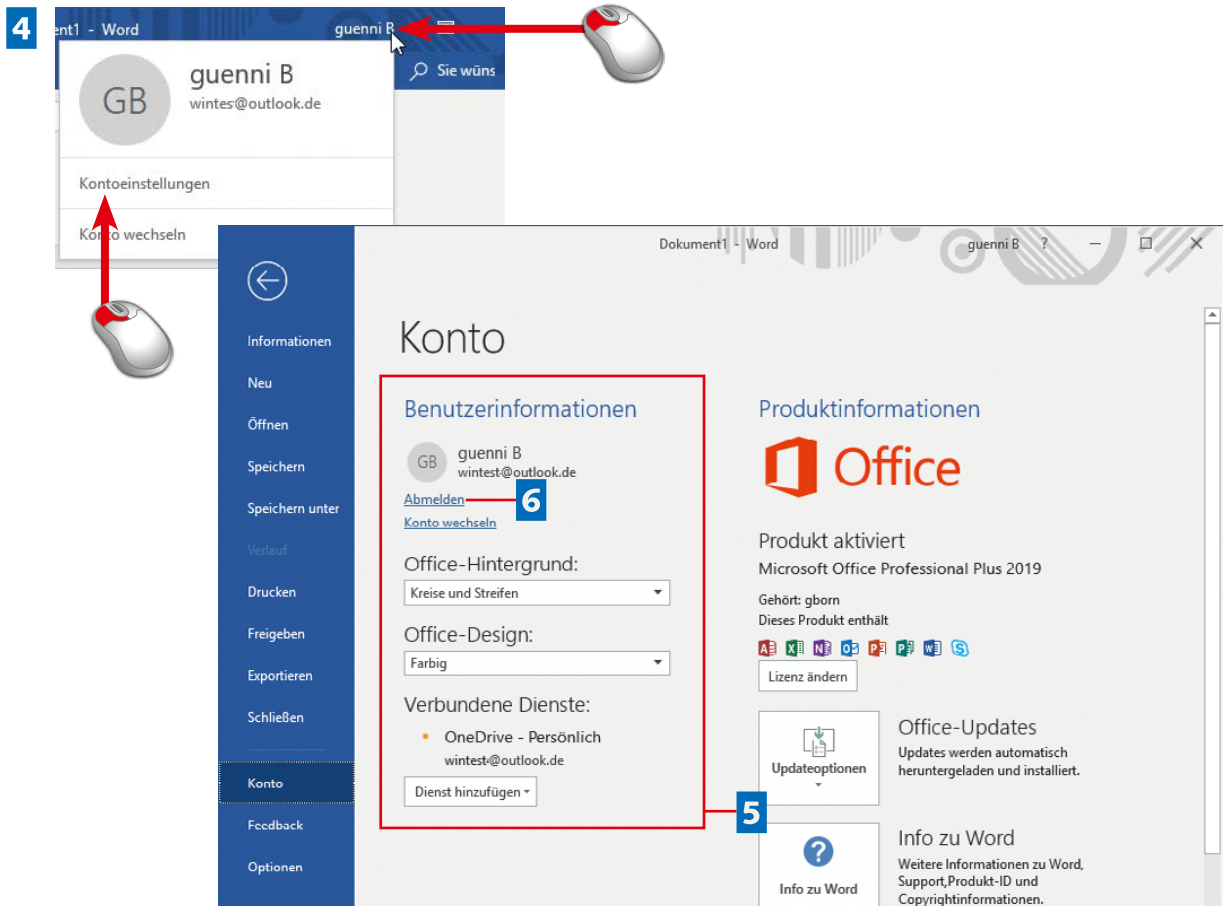 4
ent1 - Word
guenni B
GB
guenni B
wintes@outlook.de
Sie wüns
Kontoeinstellungen
Konto wechseln
Dokument1 - Word
guenni B
?
Informationen
Neu
Öffnen
Speichern
Speichern unter
Verlauf
Drucken
Freigeben
Exportieren
Schließen
Konto
Feedback
Optionen
Konto
Benutzerinformationen
GB
guenni B
wintest@outlook.de
Abmelden
6
Konto wechseln
Office-Hintergrund:
Kreise und Streifen
Office-Design:
Farbig
Verbundene Dienste:
OneDrive - Persönlich
wintest@outlook.de
Dienst hinzufügen
5
Produktinformationen
Office
Produkt aktiviert
Microsoft Office Professional Plus 2019
Gehört: gborn
Dieses Produkt enthält
Lizenz ändern
Updateoptionen
Office-Updates
Updates werden automatisch
heruntergeladen und installiert.
Info zu Word
Info zu Word
Weitere Informationen zu Word,
Support,Produkt-ID und
Copyrightinformationen.